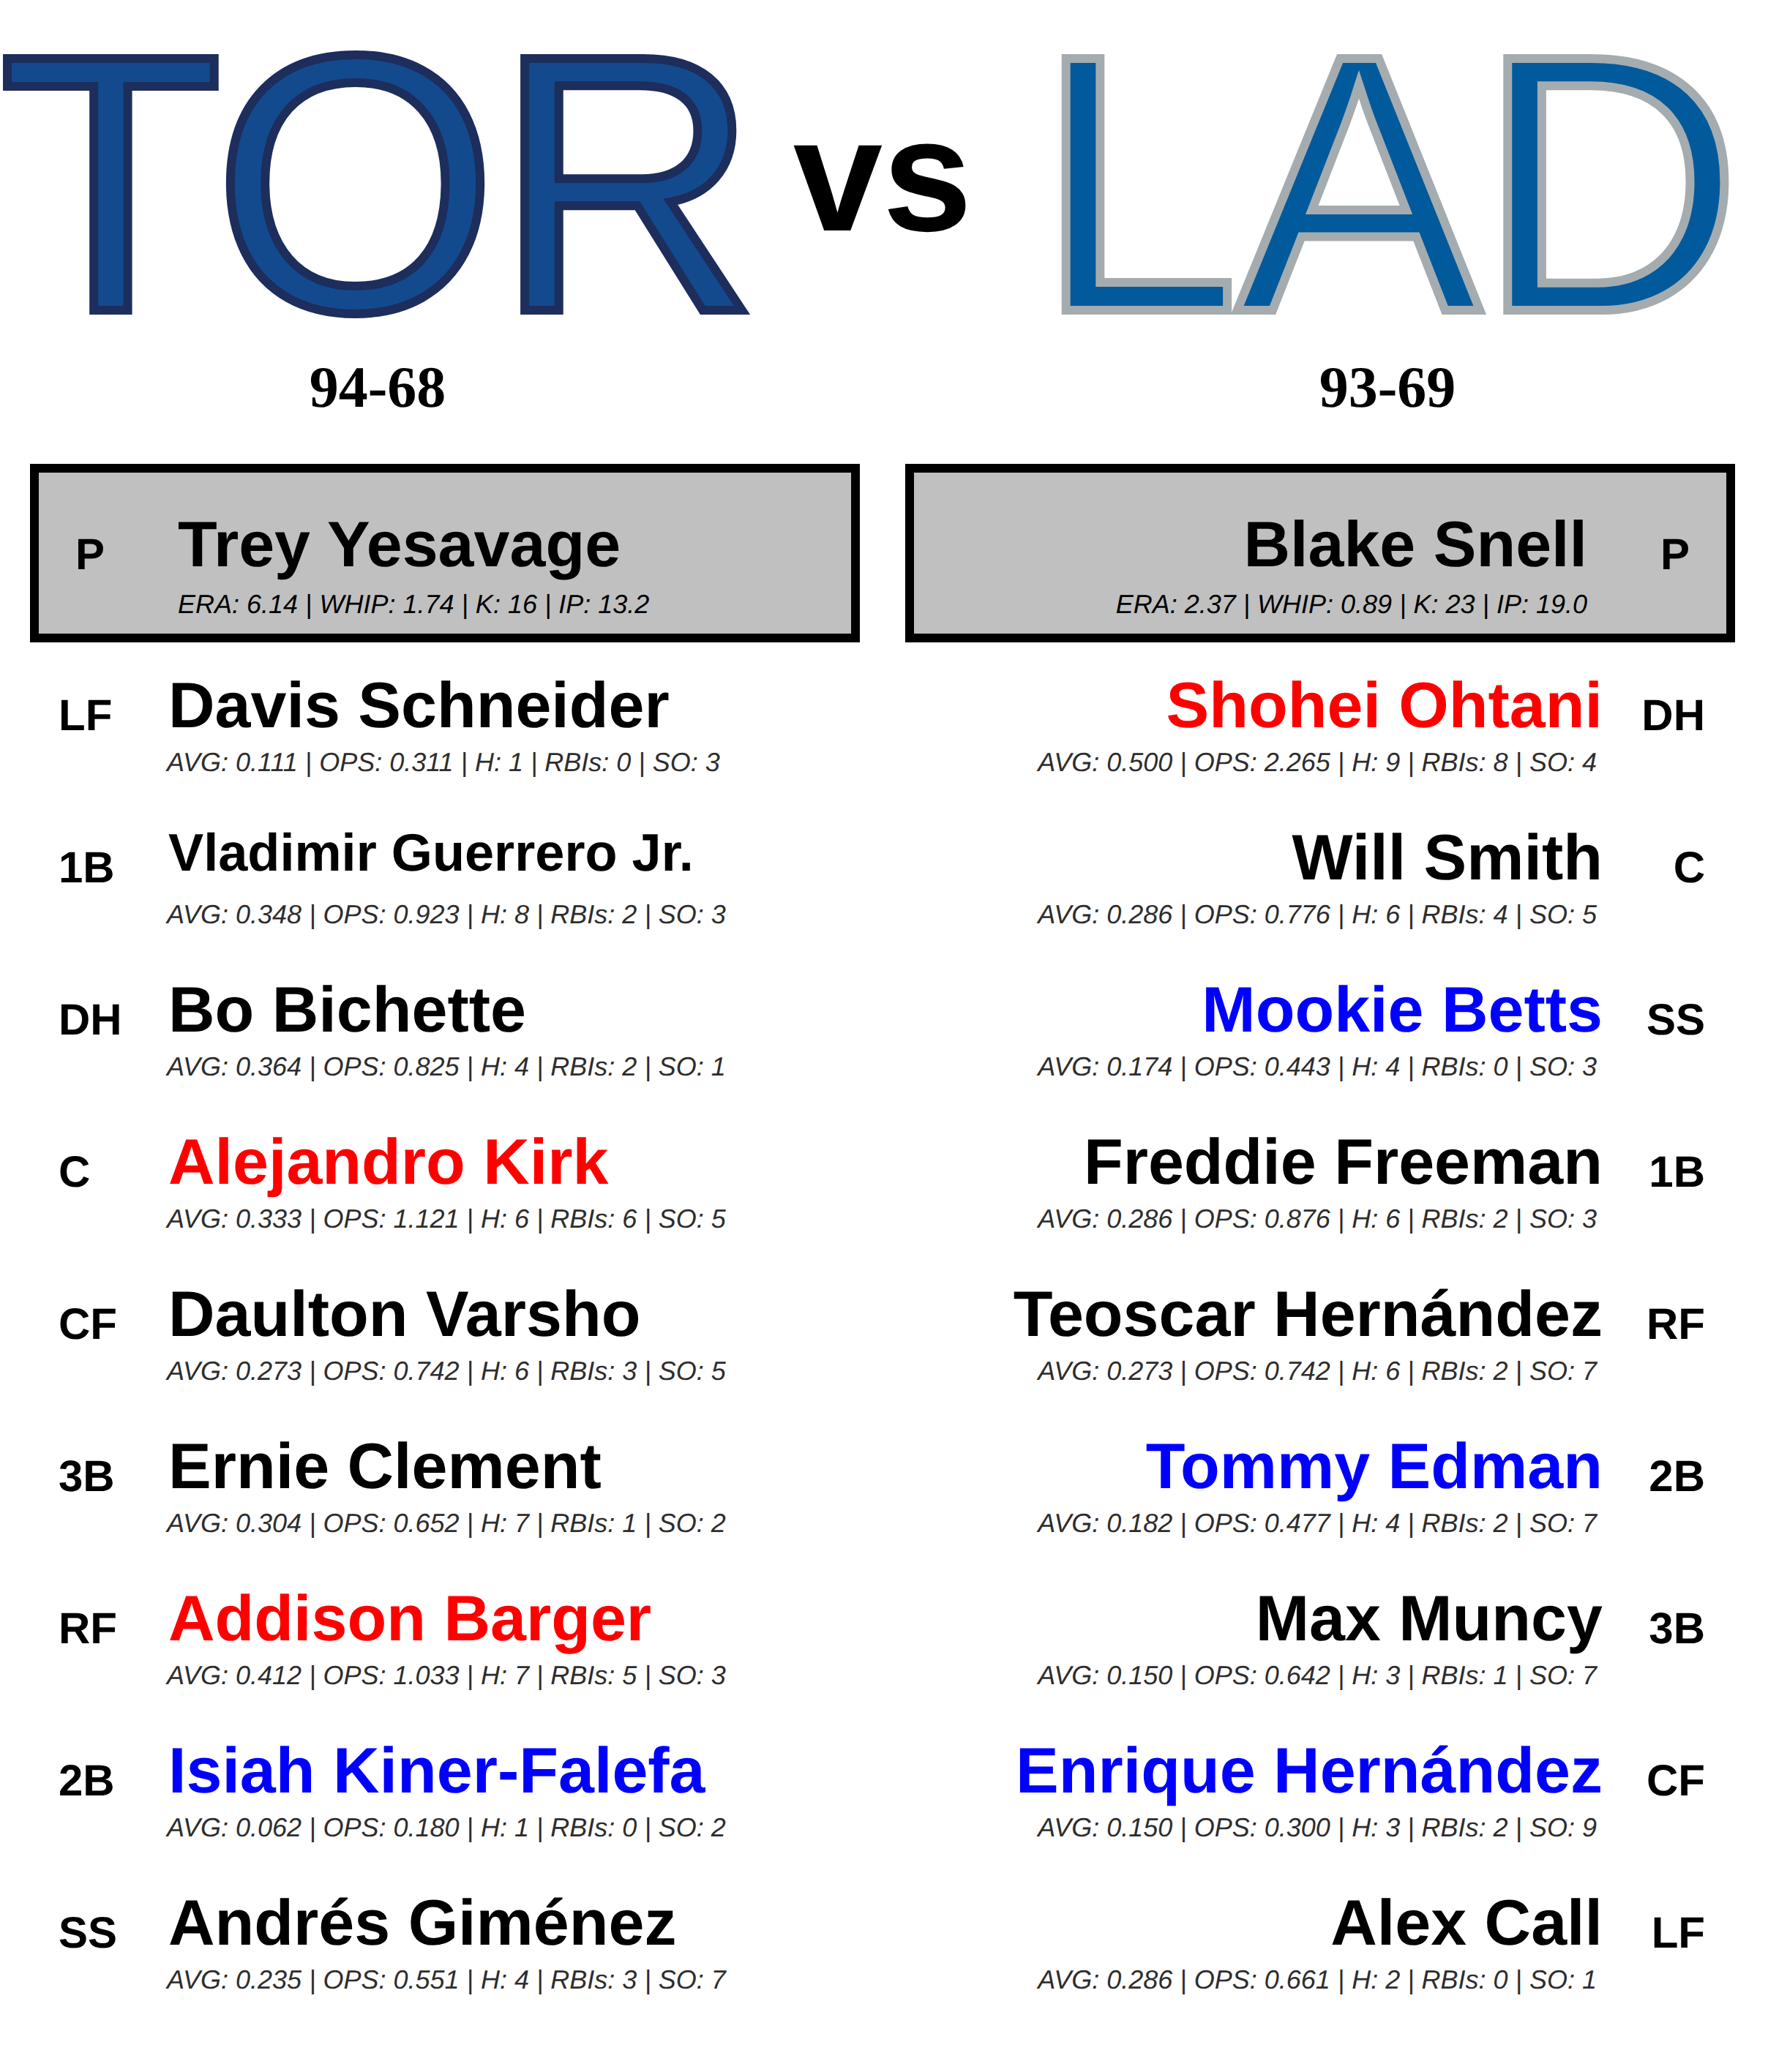 TOR vs LAD
94-68
93-69
P Trey Yesavage
ERA: 6.14 | WHIP: 1.74 | K: 16 | IP: 13.2
Blake Snell P
ERA: 2.37 | WHIP: 0.89 | K: 23 | IP: 19.0
LF Davis Schneider
AVG: 0.111 | OPS: 0.311 | H: 1 | RBIs: 0 | SO: 3
1B Vladimir Guerrero Jr.
AVG: 0.348 | OPS: 0.923 | H: 8 | RBIs: 2 | SO: 3
DH Bo Bichette
AVG: 0.364 | OPS: 0.825 | H: 4 | RBIs: 2 | SO: 1
C Alejandro Kirk
AVG: 0.333 | OPS: 1.121 | H: 6 | RBIs: 6 | SO: 5
CF Daulton Varsho
AVG: 0.273 | OPS: 0.742 | H: 6 | RBIs: 3 | SO: 5
3B Ernie Clement
AVG: 0.304 | OPS: 0.652 | H: 7 | RBIs: 1 | SO: 2
RF Addison Barger
AVG: 0.412 | OPS: 1.033 | H: 7 | RBIs: 5 | SO: 3
2B Isiah Kiner-Falefa
AVG: 0.062 | OPS: 0.180 | H: 1 | RBIs: 0 | SO: 2
SS Andrés Giménez
AVG: 0.235 | OPS: 0.551 | H: 4 | RBIs: 3 | SO: 7
Shohei Ohtani DH
AVG: 0.500 | OPS: 2.265 | H: 9 | RBIs: 8 | SO: 4
Will Smith C
AVG: 0.286 | OPS: 0.776 | H: 6 | RBIs: 4 | SO: 5
Mookie Betts SS
AVG: 0.174 | OPS: 0.443 | H: 4 | RBIs: 0 | SO: 3
Freddie Freeman 1B
AVG: 0.286 | OPS: 0.876 | H: 6 | RBIs: 2 | SO: 3
Teoscar Hernández RF
AVG: 0.273 | OPS: 0.742 | H: 6 | RBIs: 2 | SO: 7
Tommy Edman 2B
AVG: 0.182 | OPS: 0.477 | H: 4 | RBIs: 2 | SO: 7
Max Muncy 3B
AVG: 0.150 | OPS: 0.642 | H: 3 | RBIs: 1 | SO: 7
Enrique Hernández CF
AVG: 0.150 | OPS: 0.300 | H: 3 | RBIs: 2 | SO: 9
Alex Call LF
AVG: 0.286 | OPS: 0.661 | H: 2 | RBIs: 0 | SO: 1